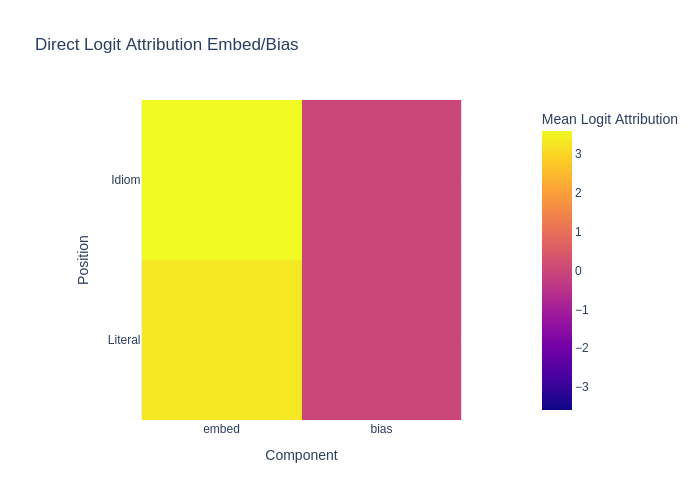 Direct Logit Attribution Embed/Bias
Mean Logit Attribution
3
2
1
0
−1
−2
−3
Idiom
Literal
Position
embed
bias
Component